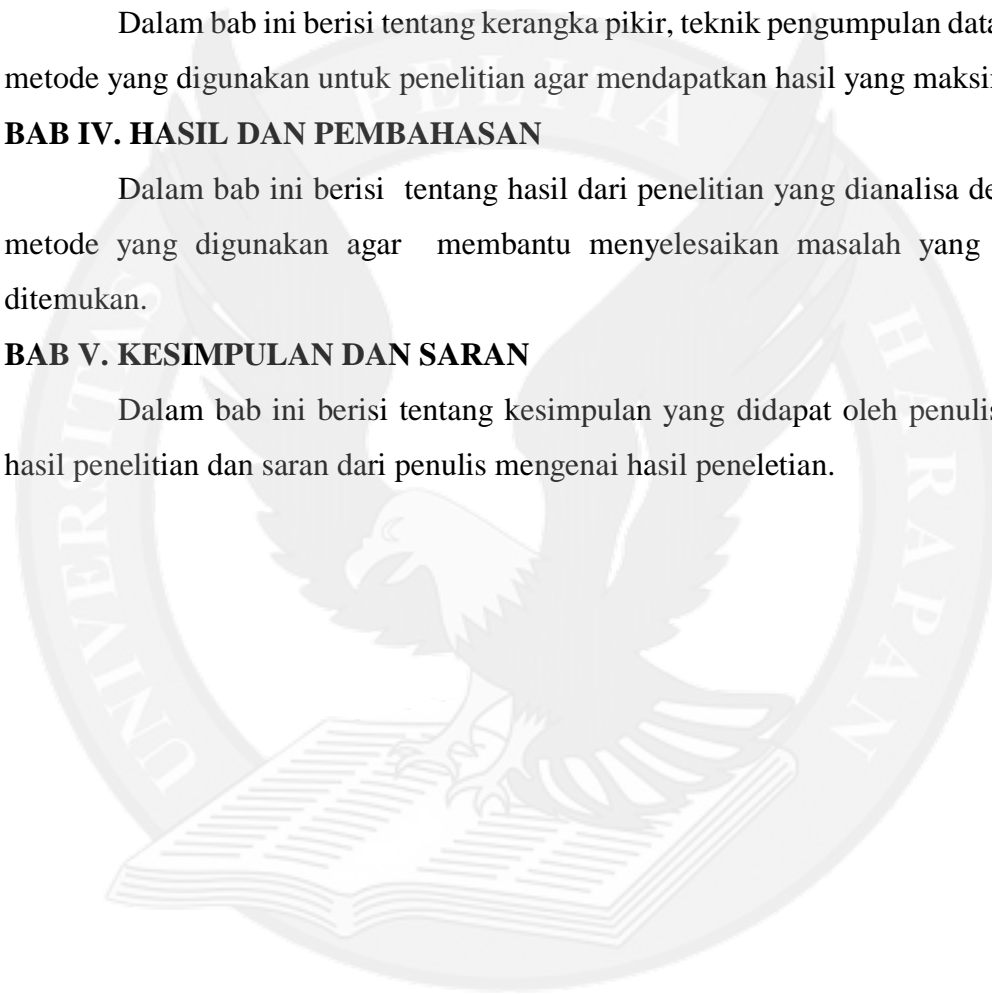 Dalam bab ini berisi tentang kerangka pikir, teknik pengumpulan data
metode yang digunakan untuk penelitian agar mendapatkan hasil yang
BAB IV. HASIL DAN PEMBAHASAN
Dalam bab ini berisi tentang hasil dari penelitian yang dianalisa
metode yang digunakan agar membantu menyelesaikan masalah yang
ditemukan.
BAB V. KESIMPULAN DAN SARAN
Dalam bab ini berisi tentang kesimpulan yang didapat oleh penulis
hasil penelitian dan saran dari penulis mengenai hasil peneletian.
UNIVERSITAS PELITA HARAPAN